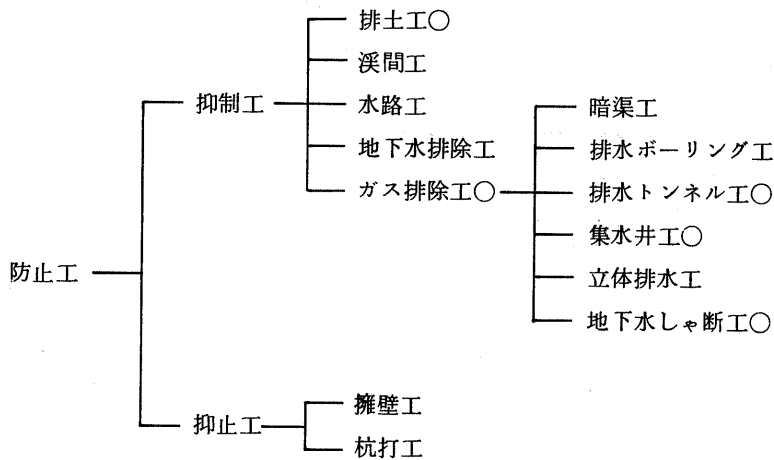 防止工
抑制工
排土工○
渓間工
水路工
地下水排除工
ガス排除工○
暗渠工
排水ボーリング工
排水トンネル工○
集水井工○
立体排水工
地下水しゃ断工○
抑止工
擁壁工
杭打工